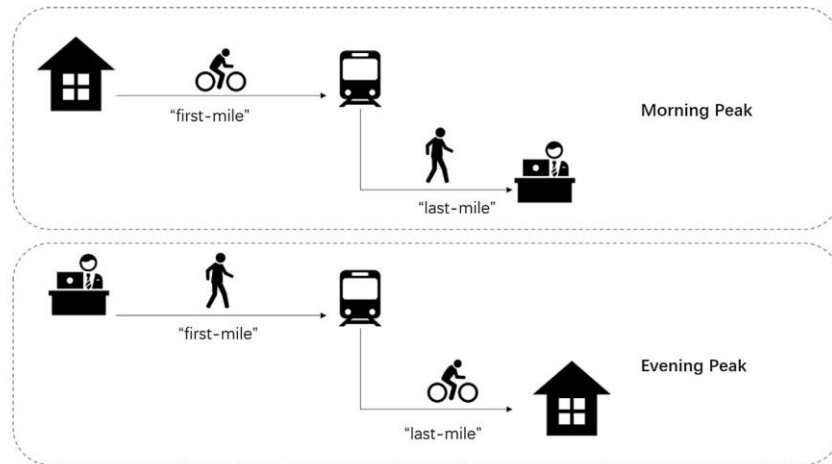 “first-mile”
Morning Peak
“last-mile”
“first-mile”
Evening Peak
“last-mile”